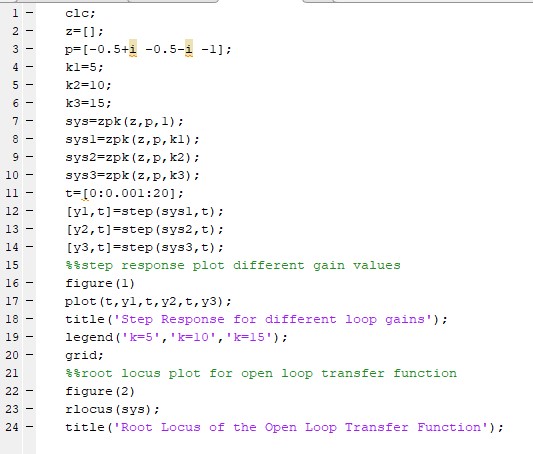 1 - clc;
2 - z=[];
3 - p=[-0.5+i -0.5-i -1];
4 - k1=5;
5 - k2=10;
6 - k3=15;
7 - sys=zpk(z,p,1);
8 - sys1=zpk(z,p,k1);
9 - sys2=zpk(z,p,k2);
10 - sys3=zpk(z,p,k3);
11 - t=[0:0.001:20];
12 - [y1,t]=step(sys1,t);
13 - [y2,t]=step(sys2,t);
14 - [y3,t]=step(sys3,t);
15 %%step response plot different gain values
16 - figure(1)
17 - plot(t,y1,t,y2,t,y3);
18 - title('Step Response for different loop gains');
19 - legend('k=5','k=10','k=15');
20 - grid;
21 %%root locus plot for open loop transfer function
22 - figure(2)
23 - rlocus(sys);
24 - title('Root Locus of the Open Loop Transfer Function');